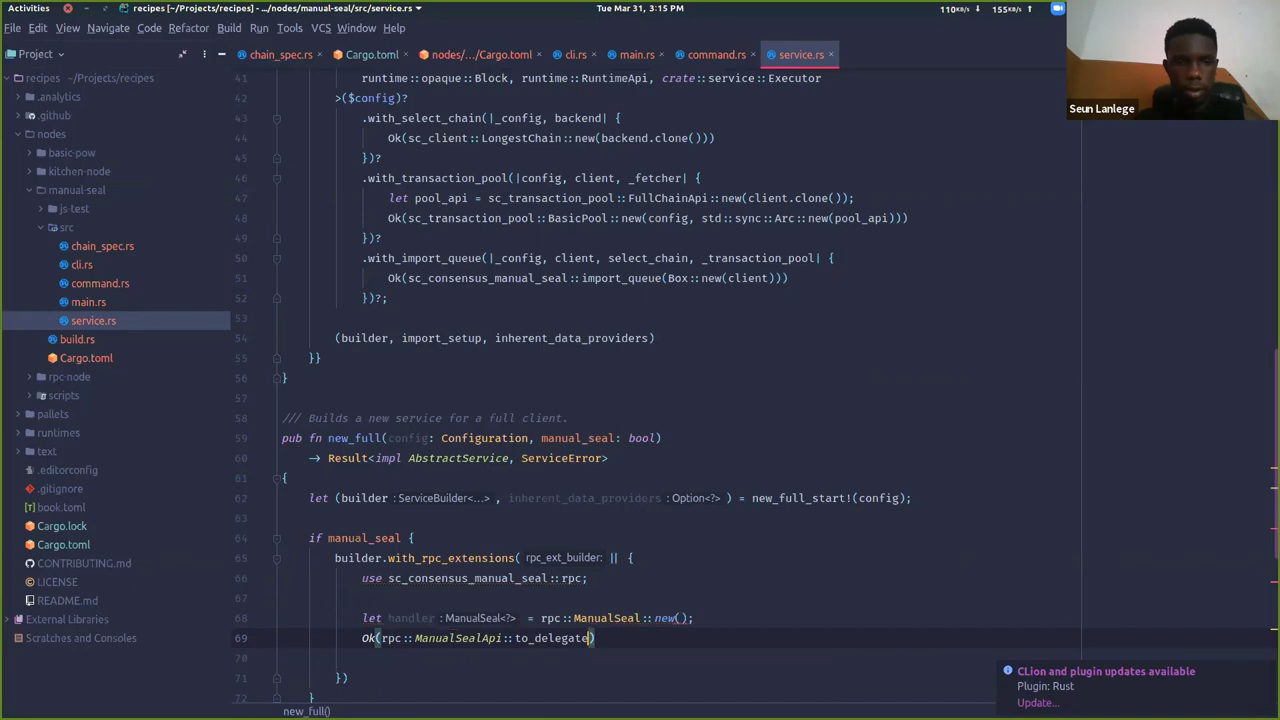 Activities
recipes [~/Projects/recipes] - .../nodes/manual-seal/src/service.rs
Tue Mar 31, 3:15 PM
110KB/s ↓ 155KB/s ↑
File Edit View Navigate Code Refactor Build Run Tools VCS Window Help
Project
chain_spec.rs Cargo.toml nodes/.../Cargo.toml cli.rs main.rs command.rs service.rs
Seun Lanlege
recipes ~/Projects/recipes
.analytics
.github
nodes
basic-pow
kitchen-node
manual-seal
js-test
src
chain_spec.rs
cli.rs
command.rs
main.rs
service.rs
build.rs
Cargo.toml
rpc-node
scripts
pallets
runtimes
text
.editorconfig
.gitignore
book.toml
Cargo.lock
Cargo.toml
CONTRIBUTING.md
LICENSE
README.md
External Libraries
Scratches and Consoles
41 runtime::opaque::Block, runtime::RuntimeApi, crate::service::Executor
42 >($config)?
43 .with_select_chain(|_config, backend| {
44 Ok(sc_client::LongestChain::new(backend.clone()))
45 })?
46 .with_transaction_pool(|config, client, _fetcher| {
47 let pool_api = sc_transaction_pool::FullChainApi::new(client.clone());
48 Ok(sc_transaction_pool::BasicPool::new(config, std::sync::Arc::new(pool_api)))
49 })?
50 .with_import_queue(|_config, client, select_chain, _transaction_pool| {
51 Ok(sc_consensus_manual_seal::import_queue(Box::new(client)))
52 })?;
53
54 (builder, import_setup, inherent_data_providers)
55 }}
56 }
57
58 /// Builds a new service for a full client.
59 pub fn new_full(config: Configuration, manual_seal: bool)
60 → Result<impl AbstractService, ServiceError>
61 {
62 let (builder : ServiceBuilder<...> , inherent_data_providers : Option<?> ) = new_full_start!(config);
63
64 if manual_seal {
65 builder.with_rpc_extensions( rpc_ext_builder: || {
66 use sc_consensus_manual_seal::rpc;
67
68 let handler : ManualSeal<?> = rpc::ManualSeal::new();
69 Ok(rpc::ManualSealApi::to_delegate)
70
71 })
72 }
new_full()
CLion and plugin updates available
Plugin: Rust
Update...